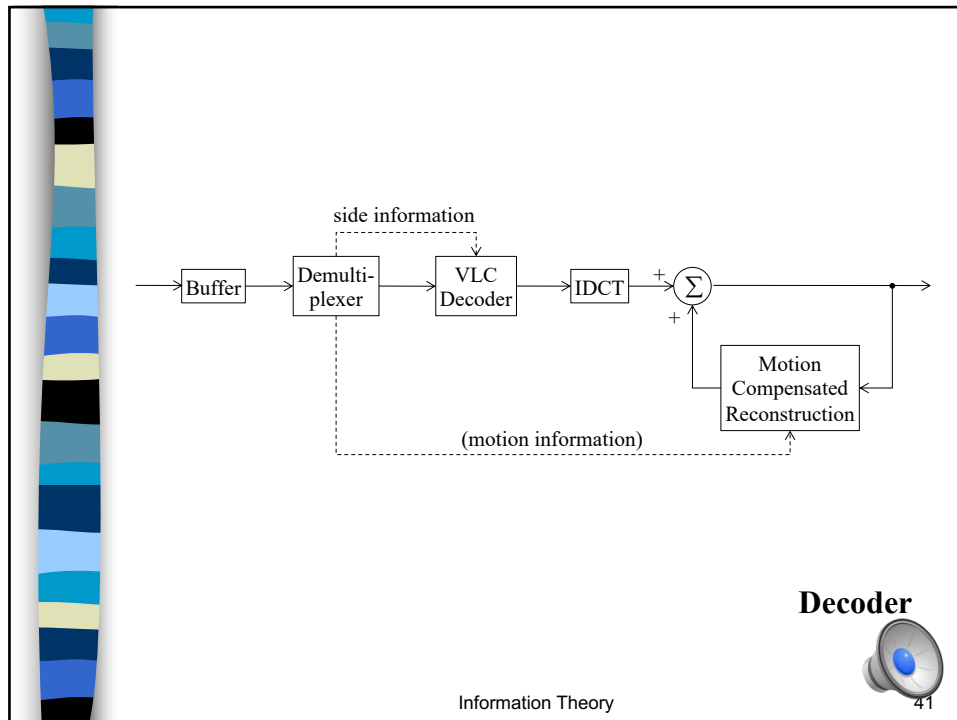 side information
Buffer
Demulti-
plexer
VLC
Decoder
IDCT
+
Σ
+
Motion
Compensated
Reconstruction
(motion information)
Decoder
Information Theory
41